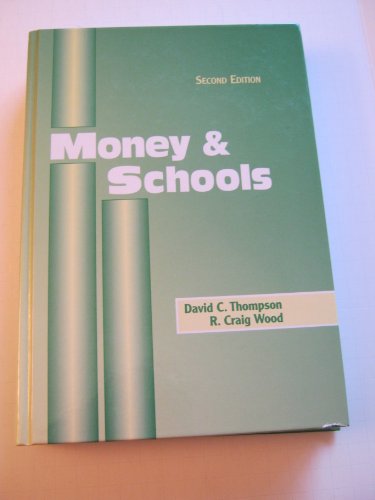 SECOND EDITION
Money &
Schools
David C. Thompson
R. Craig Wood